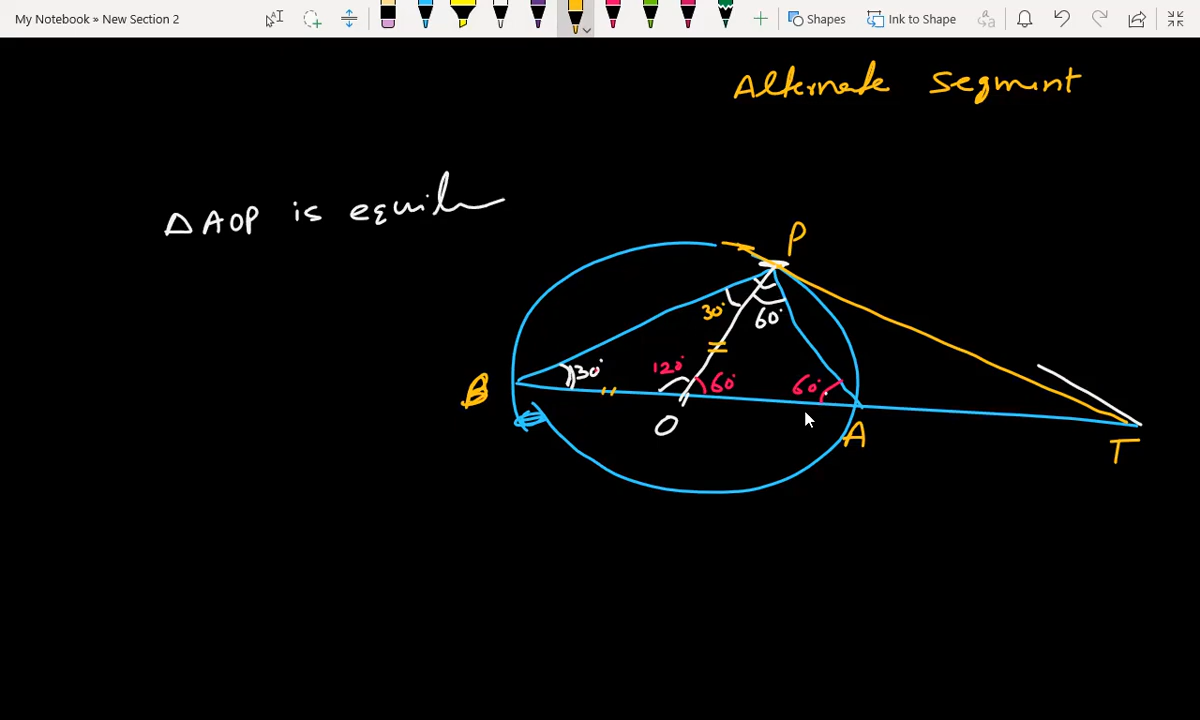 My Notebook » New Section 2
Shapes
Ink to Shape
Alternate Segment
Δ AOP is equil
P
30°
60°
30°
120°
60
60°
B
O
A
T